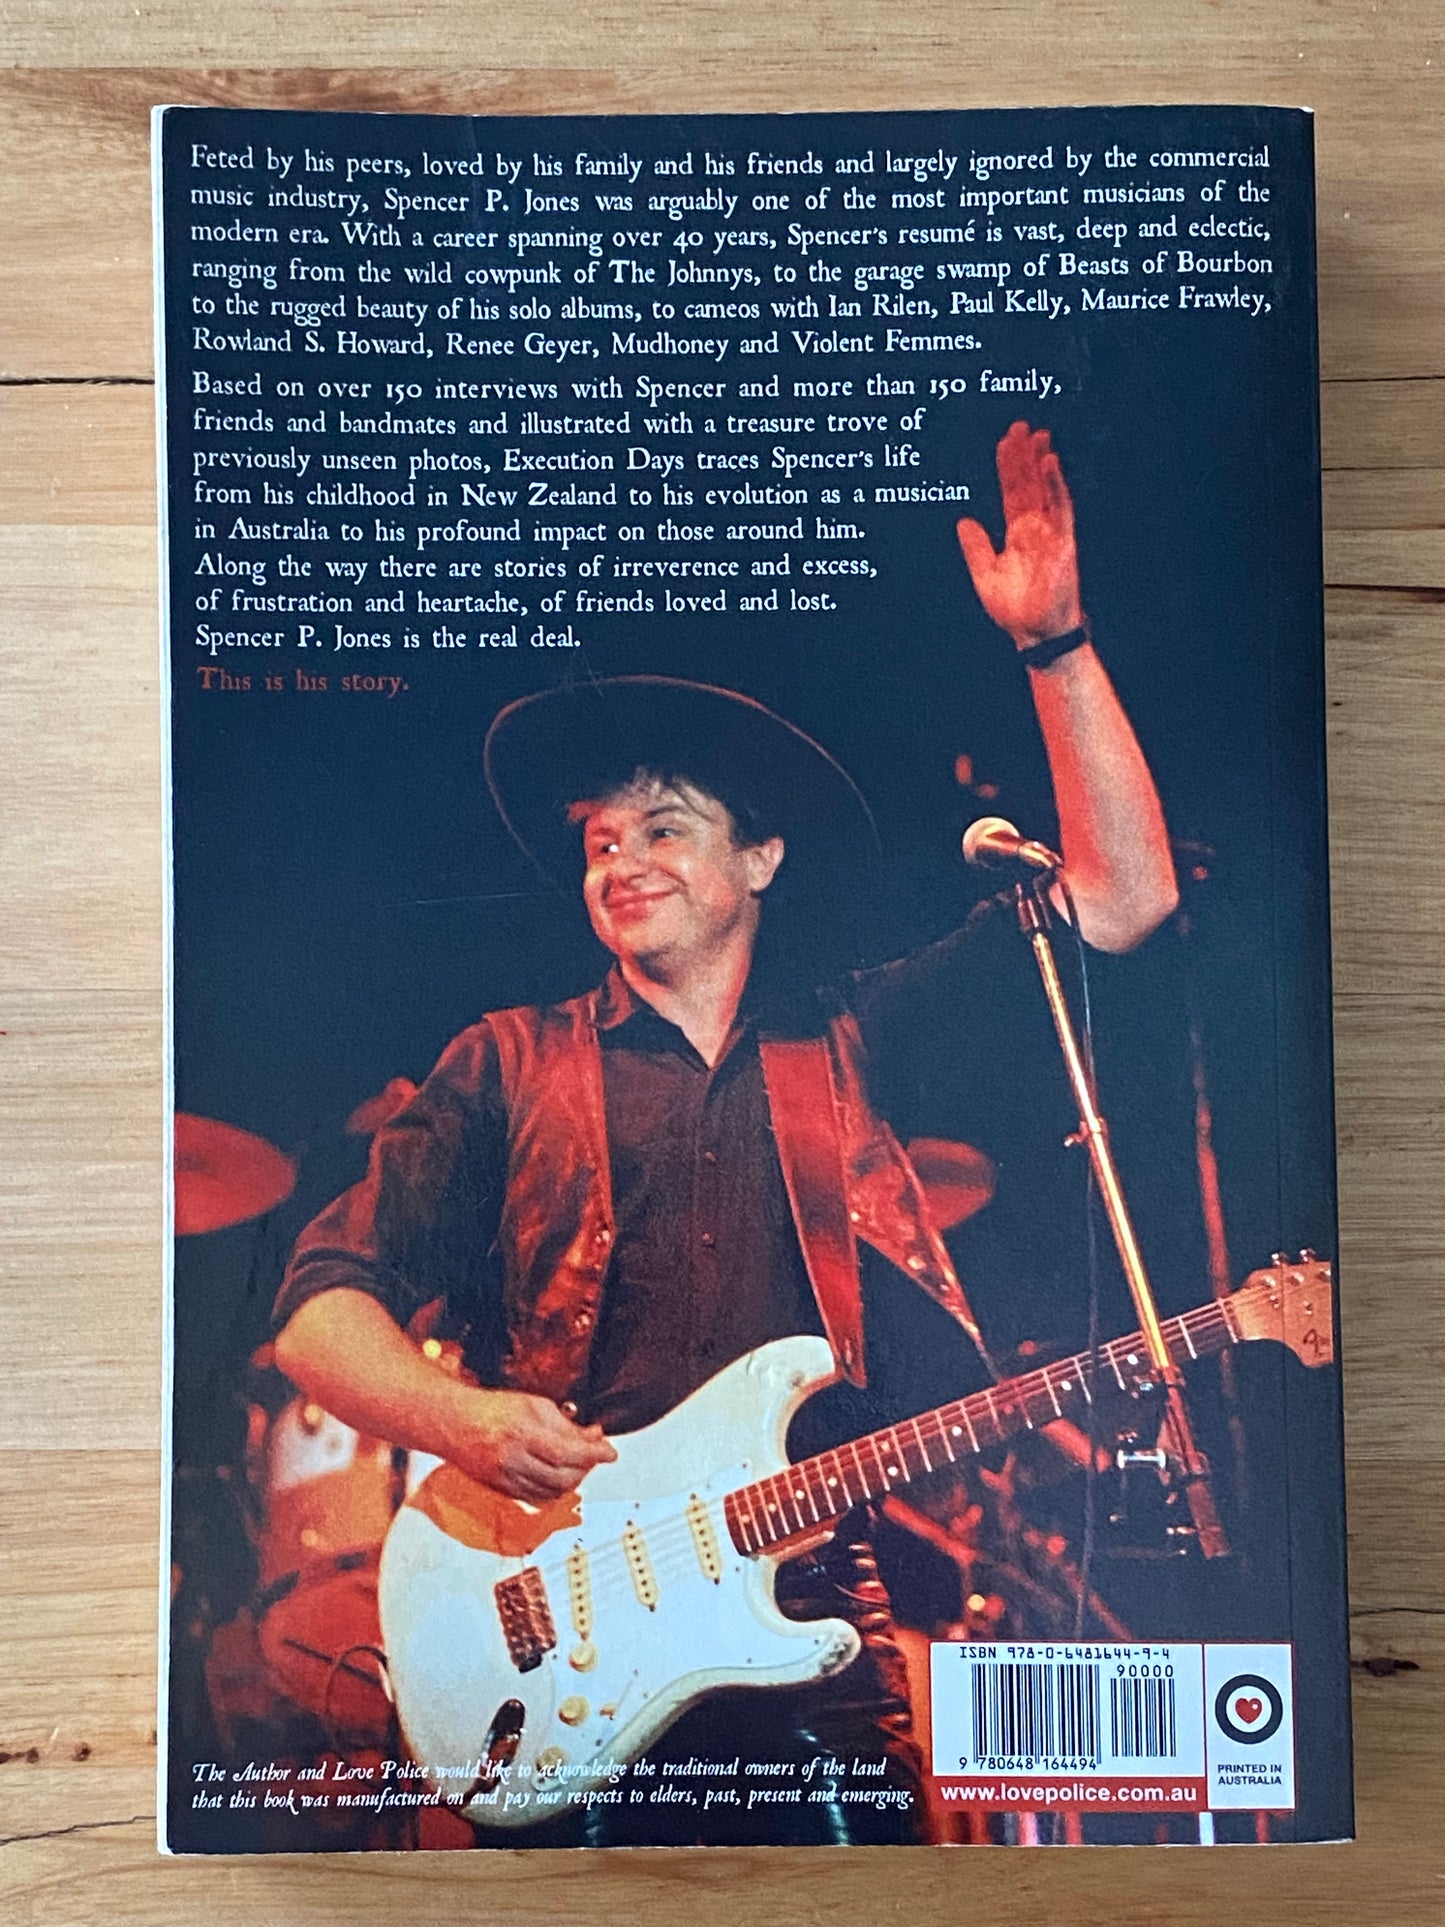 Feted by his peers, loved by his family and his friends and largely ignored by the commercial
music industry, Spencer P. Jones was arguably one of the most important musicians of the
modern era. With a career spanning over 40 years, Spencer's resumé is vast, deep and eclectic,
ranging from the wild cowpunk of The Johnnys, to the garage swamp of Beasts of Bourbon
to the rugged beauty of his solo albums, to cameos with Ian Rilen, Paul Kelly, Maurice Frawley,
Rowland S. Howard, Renee Geyer, Mudhoney and Violent Femmes.
Based on over 150 interviews with Spencer and more than 150 family,
friends and bandmates and illustrated with a treasure trove of
previously unseen photos, Execution Days traces Spencer's life
from his childhood in New Zealand to his evolution as a musician
in Australia to his profound impact on those around him.
Along the way there are stories of irreverence and excess,
of frustration and heartache, of friends loved and lost.
Spencer P. Jones is the real deal.
This is his story.
ISBN 978-0-6481644-9-4
90000
9 780648 164494
PRINTED IN
AUSTRALIA
www.lovepolice.com.au
The Author and Love Police would like to acknowledge the traditional owners of the land
that this book was manufactured on and pay our respects to elders, past, present and emerging.